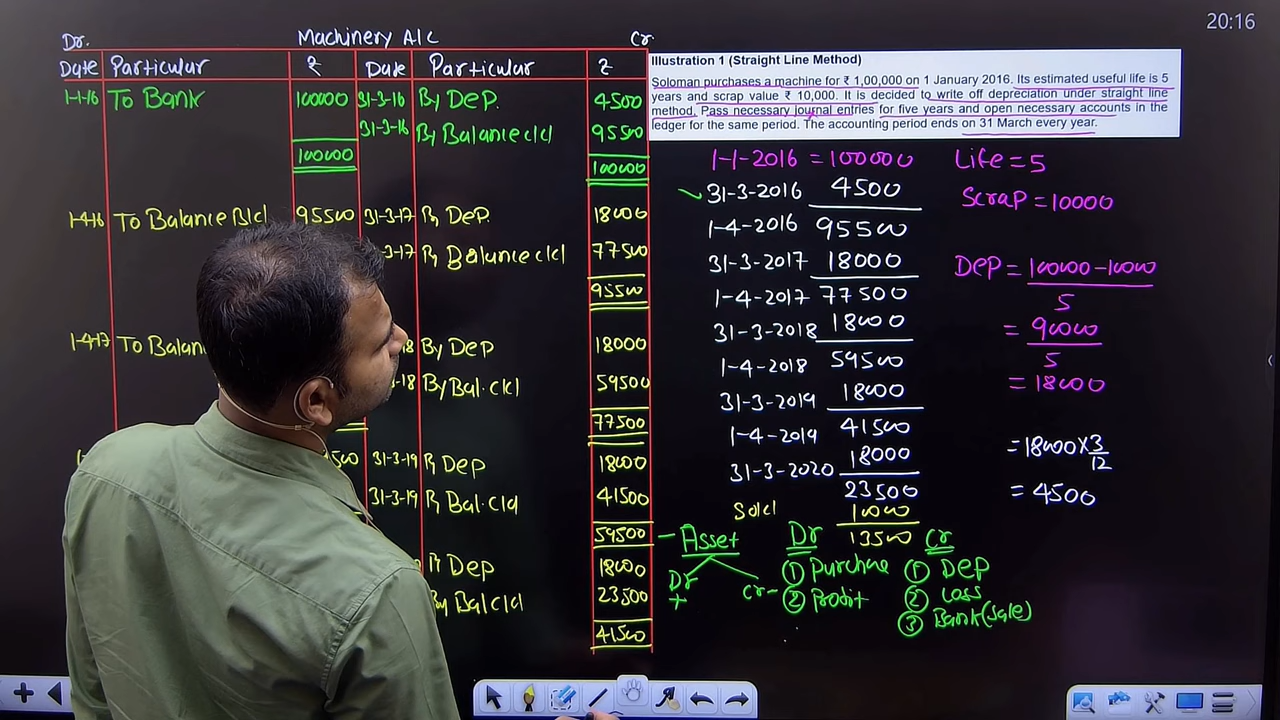 20:16
Dr. Machinery A/C Cr.
Date Particular ₹ Date Particular ₹
1-1-16 To Bank 100000 31-3-16 By Dep. 4500
31-3-16 By Balance c/d 95500
100000 100000
1-4-16 To Balance B/d 95500 31-3-17 By Dep. 18000
-3-17 By Balance c/d 77500
95500
1-4-17 To Balan 18 By Dep 18000
-18 By Bal. c/d 59500
77500
500 31-3-19 By Dep 18000
31-3-19 By Bal. c/d 41500
59500
By Dep 18000
By Bal c/d 23500
41500
Illustration 1 (Straight Line Method)
Soloman purchases a machine for ₹ 1,00,000 on 1 January 2016. Its estimated useful life is 5
years and scrap value ₹ 10,000. It is decided to write off depreciation under straight line
method. Pass necessary journal entries for five years and open necessary accounts in the
ledger for the same period. The accounting period ends on 31 March every year.
1-1-2016 = 100000
31-3-2016 4500
1-4-2016 95500
31-3-2017 18000
1-4-2017 77500
31-3-2018 18000
1-4-2018 59500
31-3-2019 18000
1-4-2019 41500
31-3-2020 18000
23500
Sold 10000
13500
Life = 5
Scrap = 10000
Dep = 100000-10000
5
= 90000
5
= 18000
= 18000 × 3
12
= 4500
- Asset
Dr Cr -
+
Dr
① Purchase
② Profit
Cr
① Dep
② Loss
③ Bank (Sale)